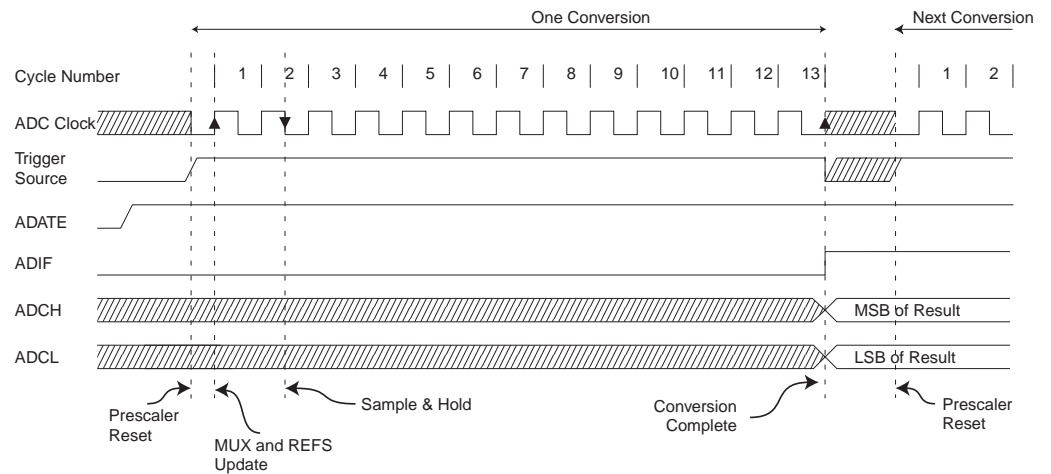 One Conversion
Next Conversion
Cycle Number
1 2 3 4 5 6 7 8 9 10 11 12 13 1 2
ADC Clock
Trigger
Source
ADATE
ADIF
ADCH
MSB of Result
ADCL
LSB of Result
Prescaler
Reset
MUX and REFS
Update
Sample & Hold
Conversion
Complete
Prescaler
Reset